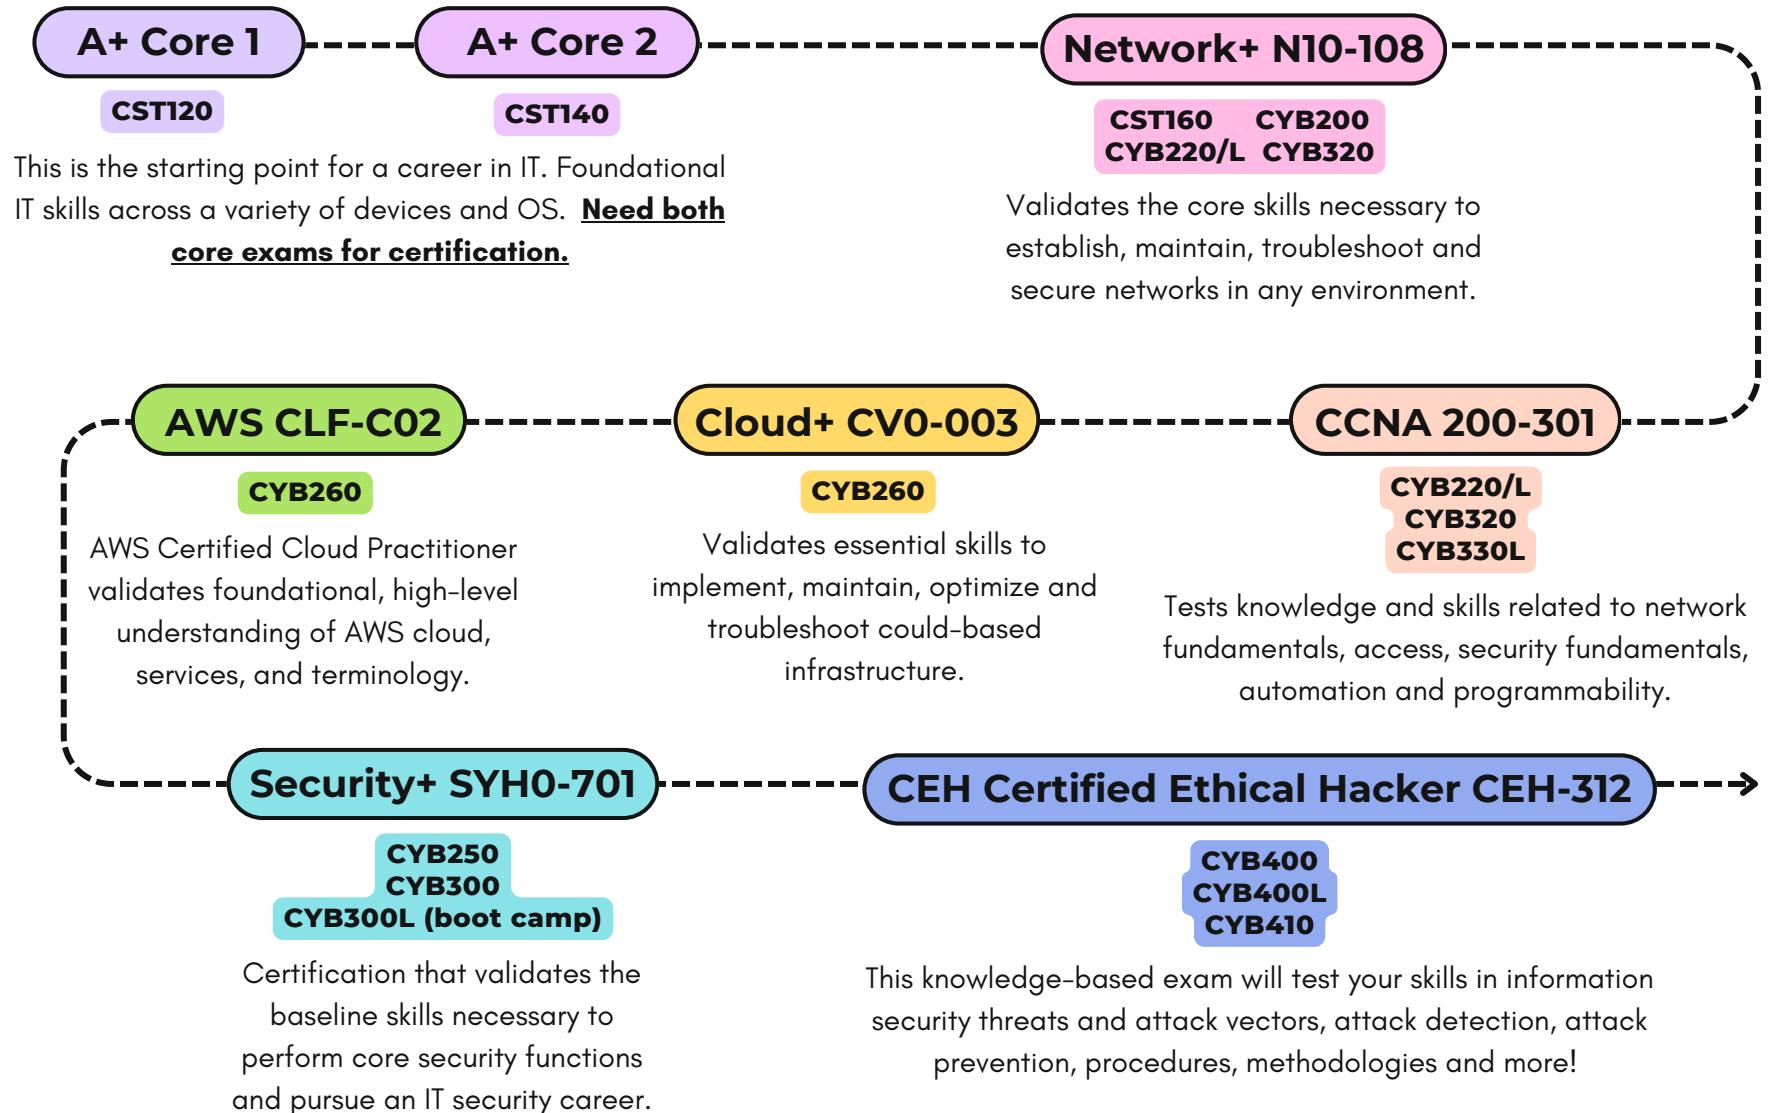 A+ Core 1
A+ Core 2
Network+ N10-108
CST120
CST140
CST160 CYB200
CYB220/L CYB320
This is the starting point for a career in IT. Foundational
IT skills across a variety of devices and OS. Need both
core exams for certification.
Validates the core skills necessary to
establish, maintain, troubleshoot and
secure networks in any environment.
AWS CLF-C02
Cloud+ CV0-003
CCNA 200-301
CYB260
AWS Certified Cloud Practitioner
validates foundational, high-level
understanding of AWS cloud,
services, and terminology.
CYB260
Validates essential skills to
implement, maintain, optimize and
troubleshoot could-based
infrastructure.
CYB220/L
CYB320
CYB330L
Tests knowledge and skills related to network
fundamentals, access, security fundamentals,
automation and programmability.
Security+ SYH0-701
CEH Certified Ethical Hacker CEH-312
CYB250
CYB300
CYB300L (boot camp)
Certification that validates the
baseline skills necessary to
perform core security functions
and pursue an IT security career.
CYB400
CYB400L
CYB410
This knowledge-based exam will test your skills in information
security threats and attack vectors, attack detection, attack
prevention, procedures, methodologies and more!